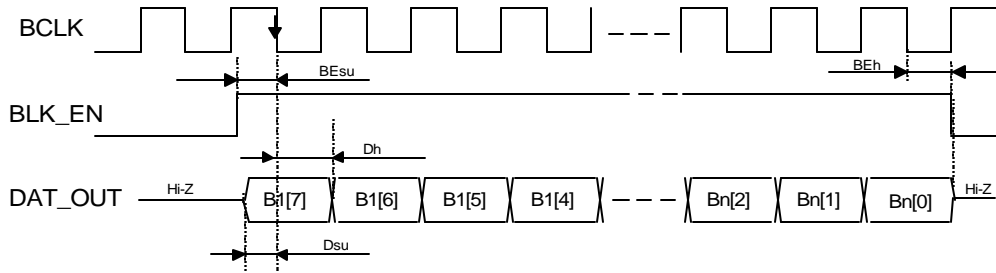 BCLK
BEsu
BEh
BLK_EN
Dh
DAT_OUT Hi-Z B1[7] B1[6] B1[5] B1[4] Bn[2] Bn[1] Bn[0] Hi-Z
Dsu